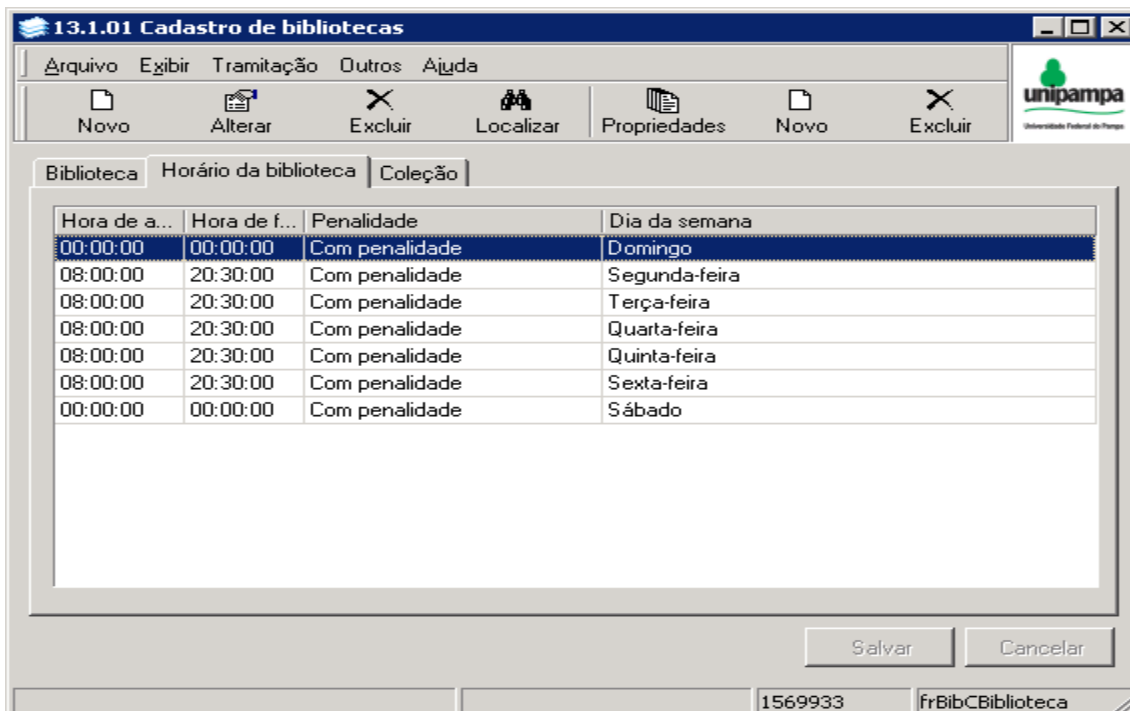 13.1.01 Cadastro de bibliotecas
Arquivo Exibir Tramitação Outros Ajuda
Novo Alterar Excluir Localizar Propriedades Novo Excluir
unipampa
Universidade Federal do Pampa
Biblioteca Horário da biblioteca Coleção
Hora de a... Hora de f... Penalidade Dia da semana
00:00:00 00:00:00 Com penalidade Domingo
08:00:00 20:30:00 Com penalidade Segunda-feira
08:00:00 20:30:00 Com penalidade Terça-feira
08:00:00 20:30:00 Com penalidade Quarta-feira
08:00:00 20:30:00 Com penalidade Quinta-feira
08:00:00 20:30:00 Com penalidade Sexta-feira
00:00:00 00:00:00 Com penalidade Sábado
Salvar Cancelar
1569933 frBibCBiblioteca